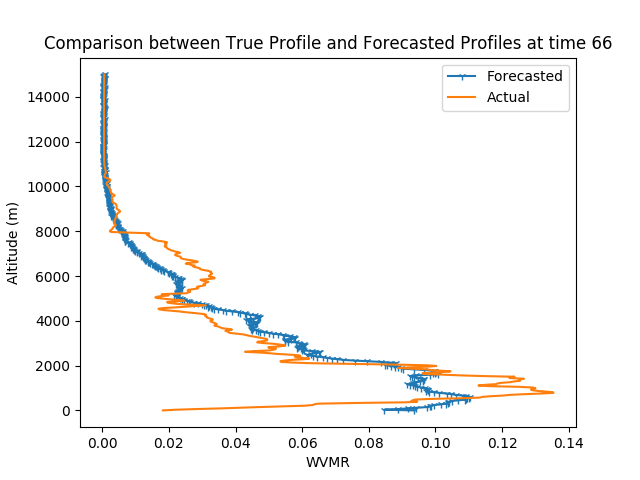 Comparison between True Profile and Forecasted Profiles at time 66
Forecasted
Actual
Altitude (m)
14000
12000
10000
8000
6000
4000
2000
0
0.00 0.02 0.04 0.06 0.08 0.10 0.12 0.14
WVMR